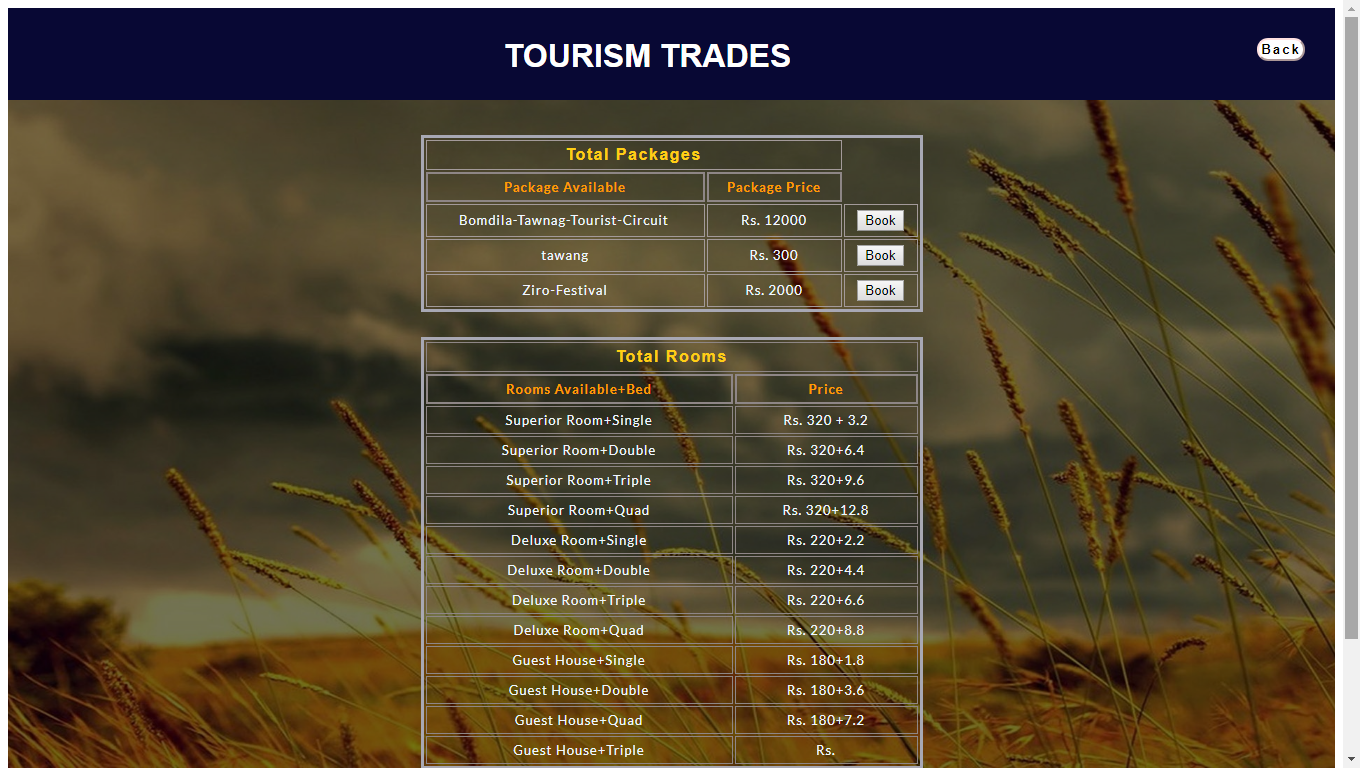 TOURISM TRADES
Back
Total Packages
Package Available Package Price
Bomdila-Tawnag-Tourist-Circuit Rs. 12000 Book
tawang Rs. 300 Book
Ziro-Festival Rs. 2000 Book
Total Rooms
Rooms Available+Bed Price
Superior Room+Single Rs. 320 + 3.2
Superior Room+Double Rs. 320+6.4
Superior Room+Triple Rs. 320+9.6
Superior Room+Quad Rs. 320+12.8
Deluxe Room+Single Rs. 220+2.2
Deluxe Room+Double Rs. 220+4.4
Deluxe Room+Triple Rs. 220+6.6
Deluxe Room+Quad Rs. 220+8.8
Guest House+Single Rs. 180+1.8
Guest House+Double Rs. 180+3.6
Guest House+Quad Rs. 180+7.2
Guest House+Triple Rs.